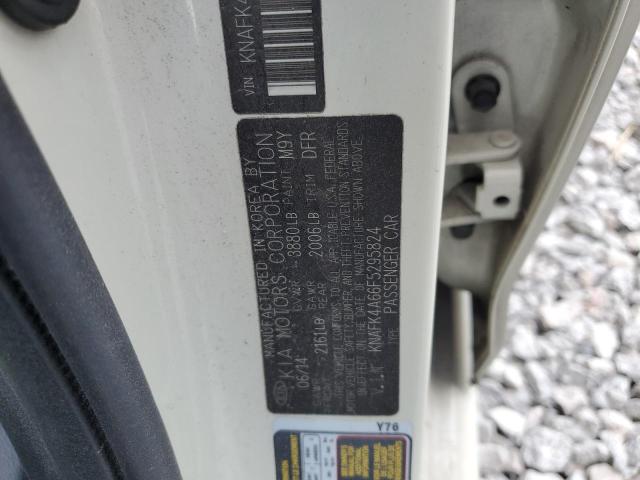 VIN: KNAFK4
MANUFACTURED IN KOREA BY
KIA MOTORS CORPORATION
06/14 GVWR 3880LB PAINT M9Y
GAWR FRONT 2161LB GAWR REAR 2006LB TRIM DFR
THIS VEHICLE CONFORMS TO ALL APPLICABLE USA. FEDERAL
MOTOR VEHICLE SAFETY, BUMPER AND THEFT PREVENTION STANDARDS
IN EFFECT ON THE DATE OF MANUFACTURE SHOWN ABOVE.
V.I.N: KNAFK4A66F5295824
TYPE: PASSENGER CAR
Y76